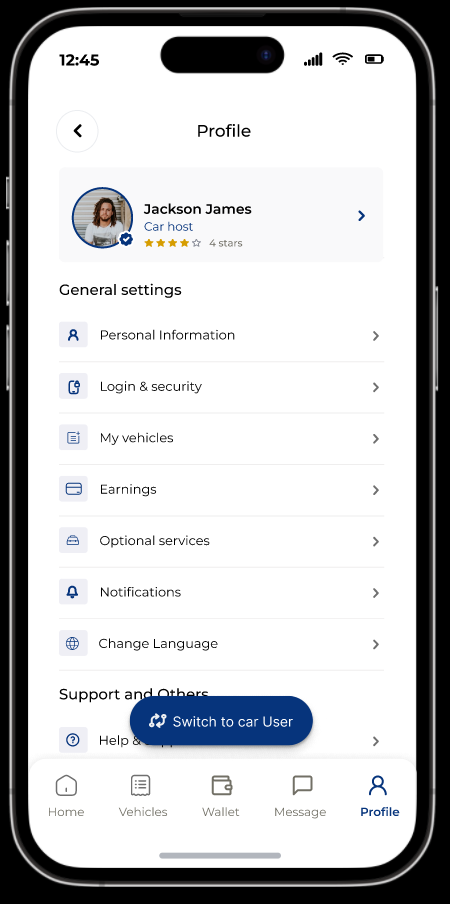 12:45
Profile
Jackson James
Car host
4 stars
General settings
Personal Information
Login & security
My vehicles
Earnings
Optional services
Notifications
Change Language
Support and Others
Switch to car User
Help &
Home Vehicles Wallet Message Profile